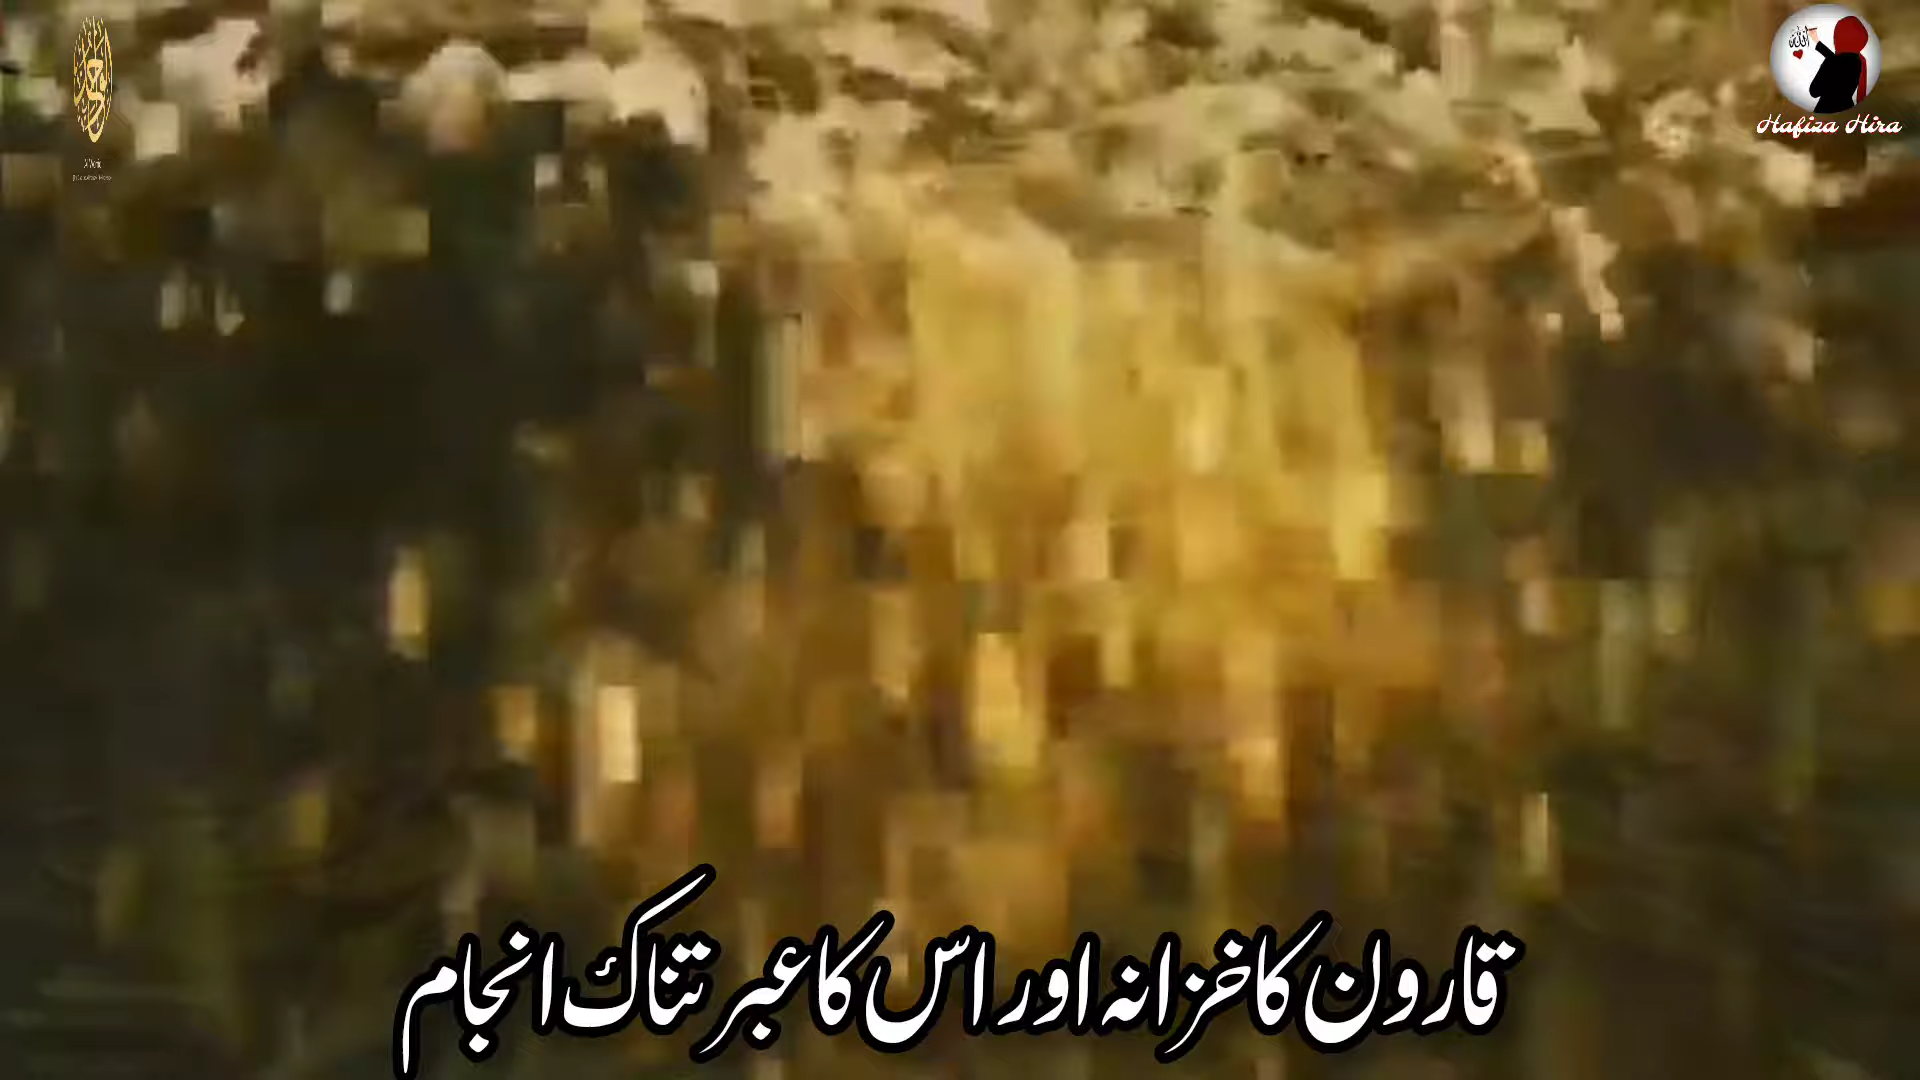 Hafiza Hira
قارون کا خزانہ اور اس کا عبرتناک انجام